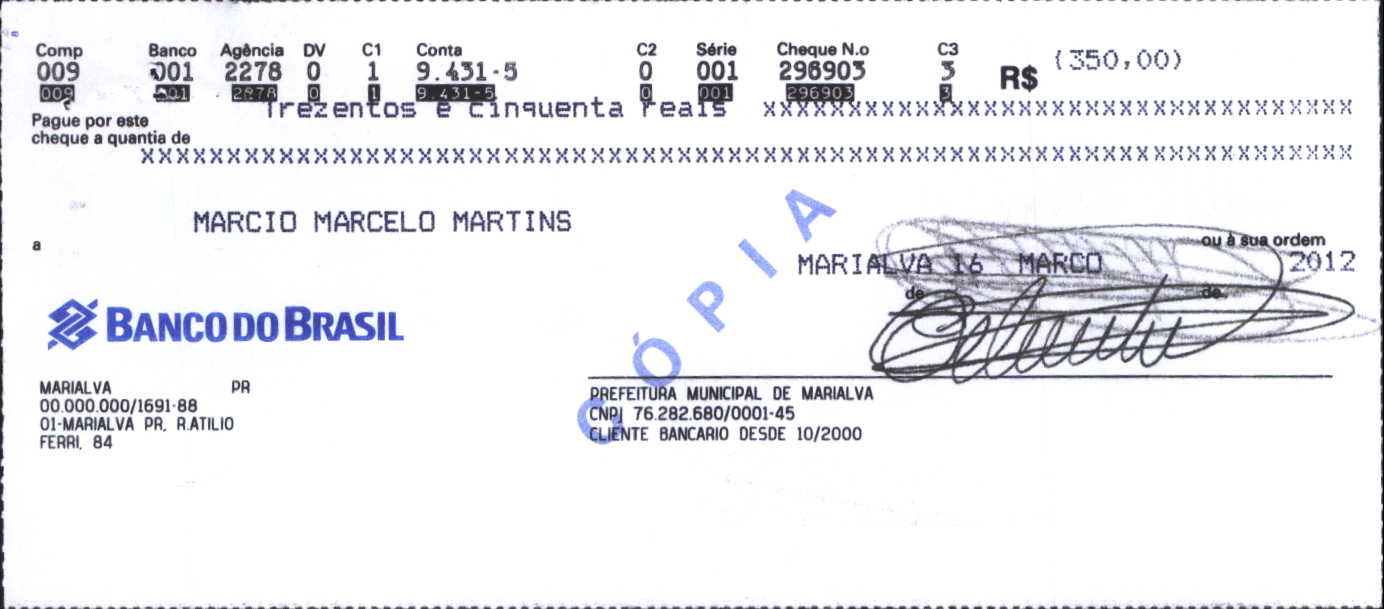 Comp Banco Agência DV C1 Conta C2 Série Cheque N.o C3
009 001 2278 0 1 9.431-5 0 001 296903 3 R$ (350,00)
009 001 2278 0 1 9.431-5 0 001 296903 3
Trezentos e cinquenta reais xxxxxxxxxxxxxxxxxxxxxxxxxxxxxxxxxx
Pague por este
cheque a quantia de
XXXXXXXXXXXXXXXXXXXXXXXXXXXXXXXXXXXXXXXXXXXXXXXXXXXXXXXXXXXXXXXXXXXXXX
MARCIO MARCELO MARTINS
a ou à sua ordem
MARIALVA 16 MARCO 2012
de de
BANCO DO BRASIL
CÓPIA
MARIALVA PR
00.000.000/1691-88
01-MARIALVA PR, R.ATILIO
FERRI, 84
PREFEITURA MUNICIPAL DE MARIALVA
CNPJ 76.282.680/0001-45
CLIENTE BANCARIO DESDE 10/2000